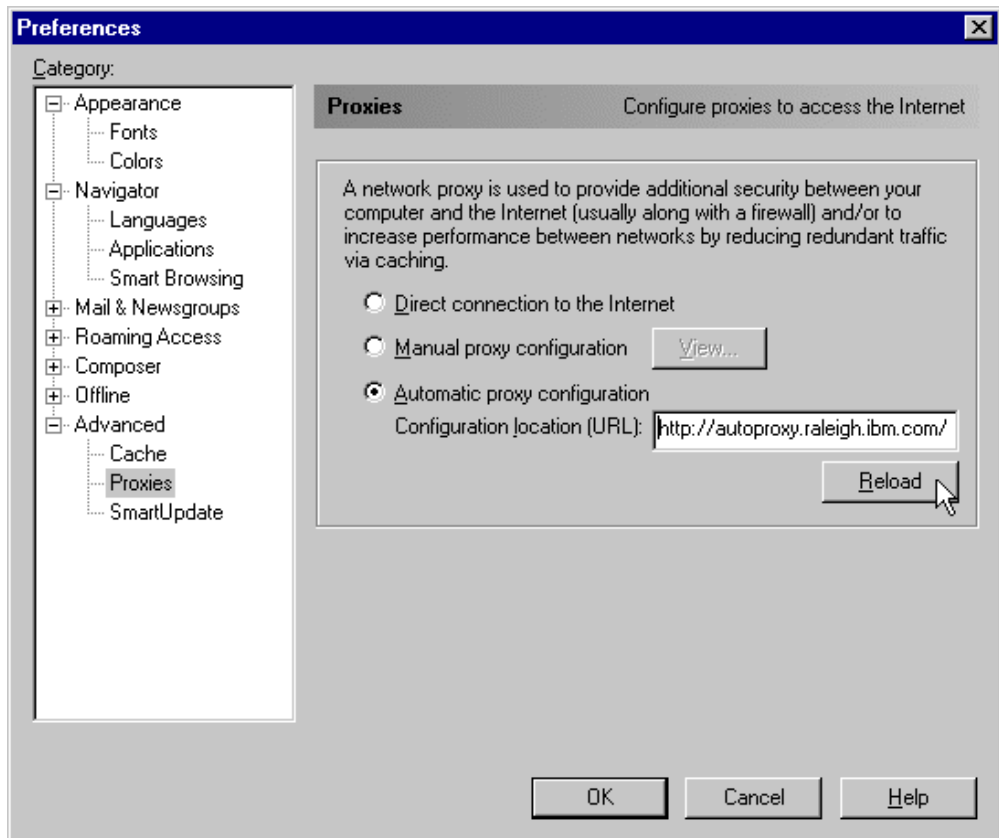 Preferences
Category:
Appearance
Fonts
Colors
Navigator
Languages
Applications
Smart Browsing
Mail & Newsgroups
Roaming Access
Composer
Offline
Advanced
Cache
Proxies
SmartUpdate
Proxies Configure proxies to access the Internet
A network proxy is used to provide additional security between your
computer and the Internet (usually along with a firewall) and/or to
increase performance between networks by reducing redundant traffic
via caching.
Direct connection to the Internet
Manual proxy configuration View...
Automatic proxy configuration
Configuration location (URL): http://autoproxy.raleigh.ibm.com/
Reload
OK Cancel Help